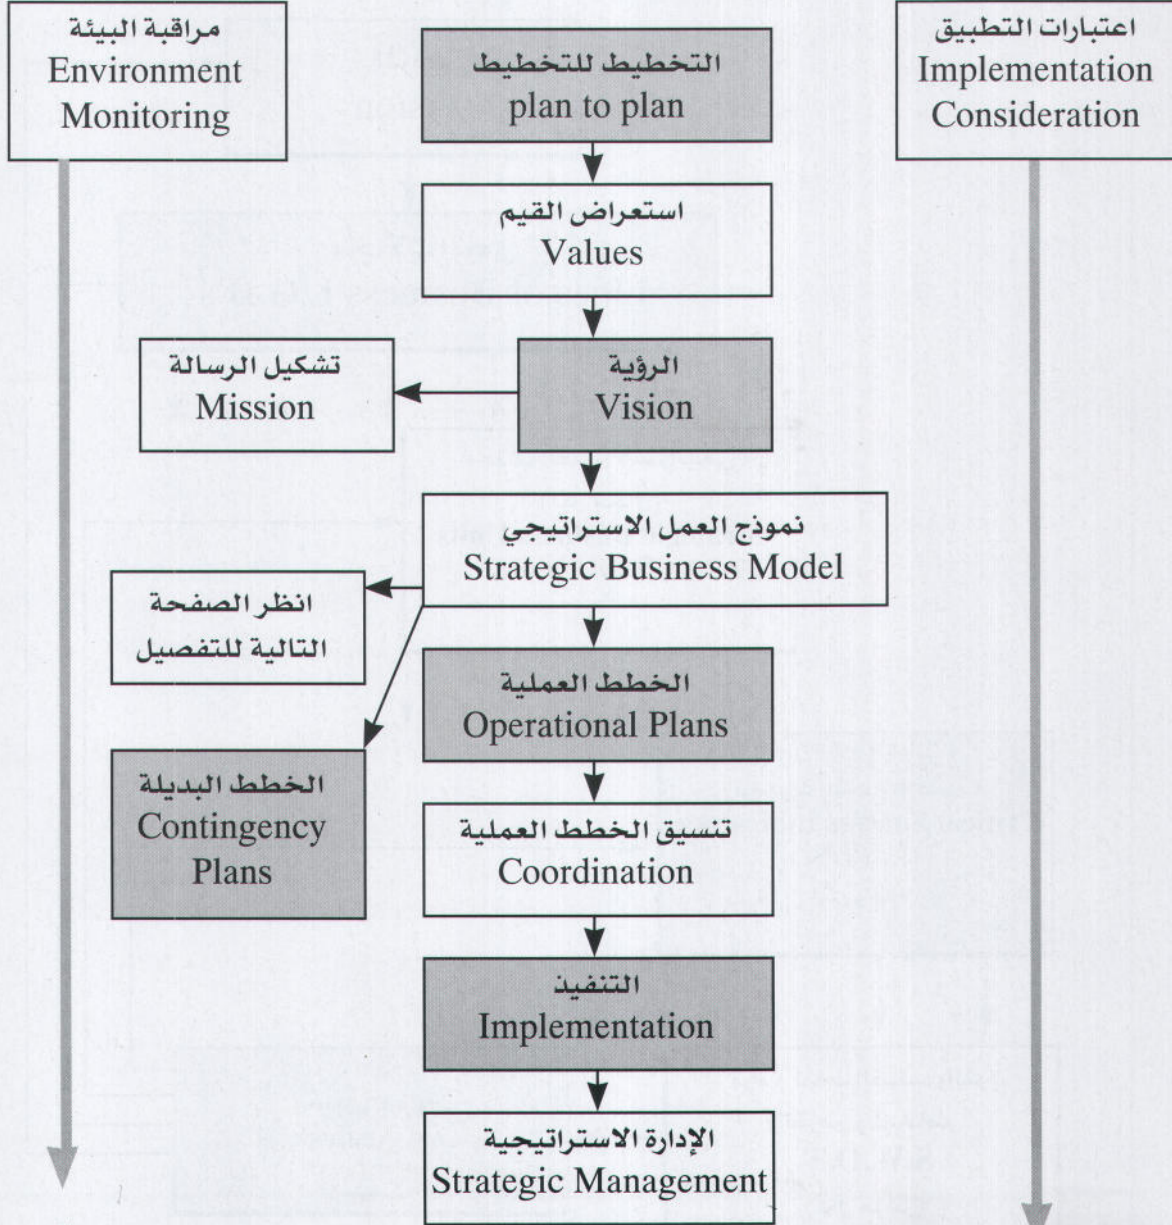 مراقبة البيئة
Environment
Monitoring
التخطيط للتخطيط
plan to plan
اعتبارات التطبيق
Implementation
Consideration
استعراض القيم
Values
تشكيل الرسالة
Mission
الرؤية
Vision
نموذج العمل الاستراتيجي
Strategic Business Model
انظر الصفحة
التالية للتفصيل
الخطط العملية
Operational Plans
الخطط البديلة
Contingency
Plans
تنسيق الخطط العملية
Coordination
التنفيذ
Implementation
الإدارة الاستراتيجية
Strategic Management